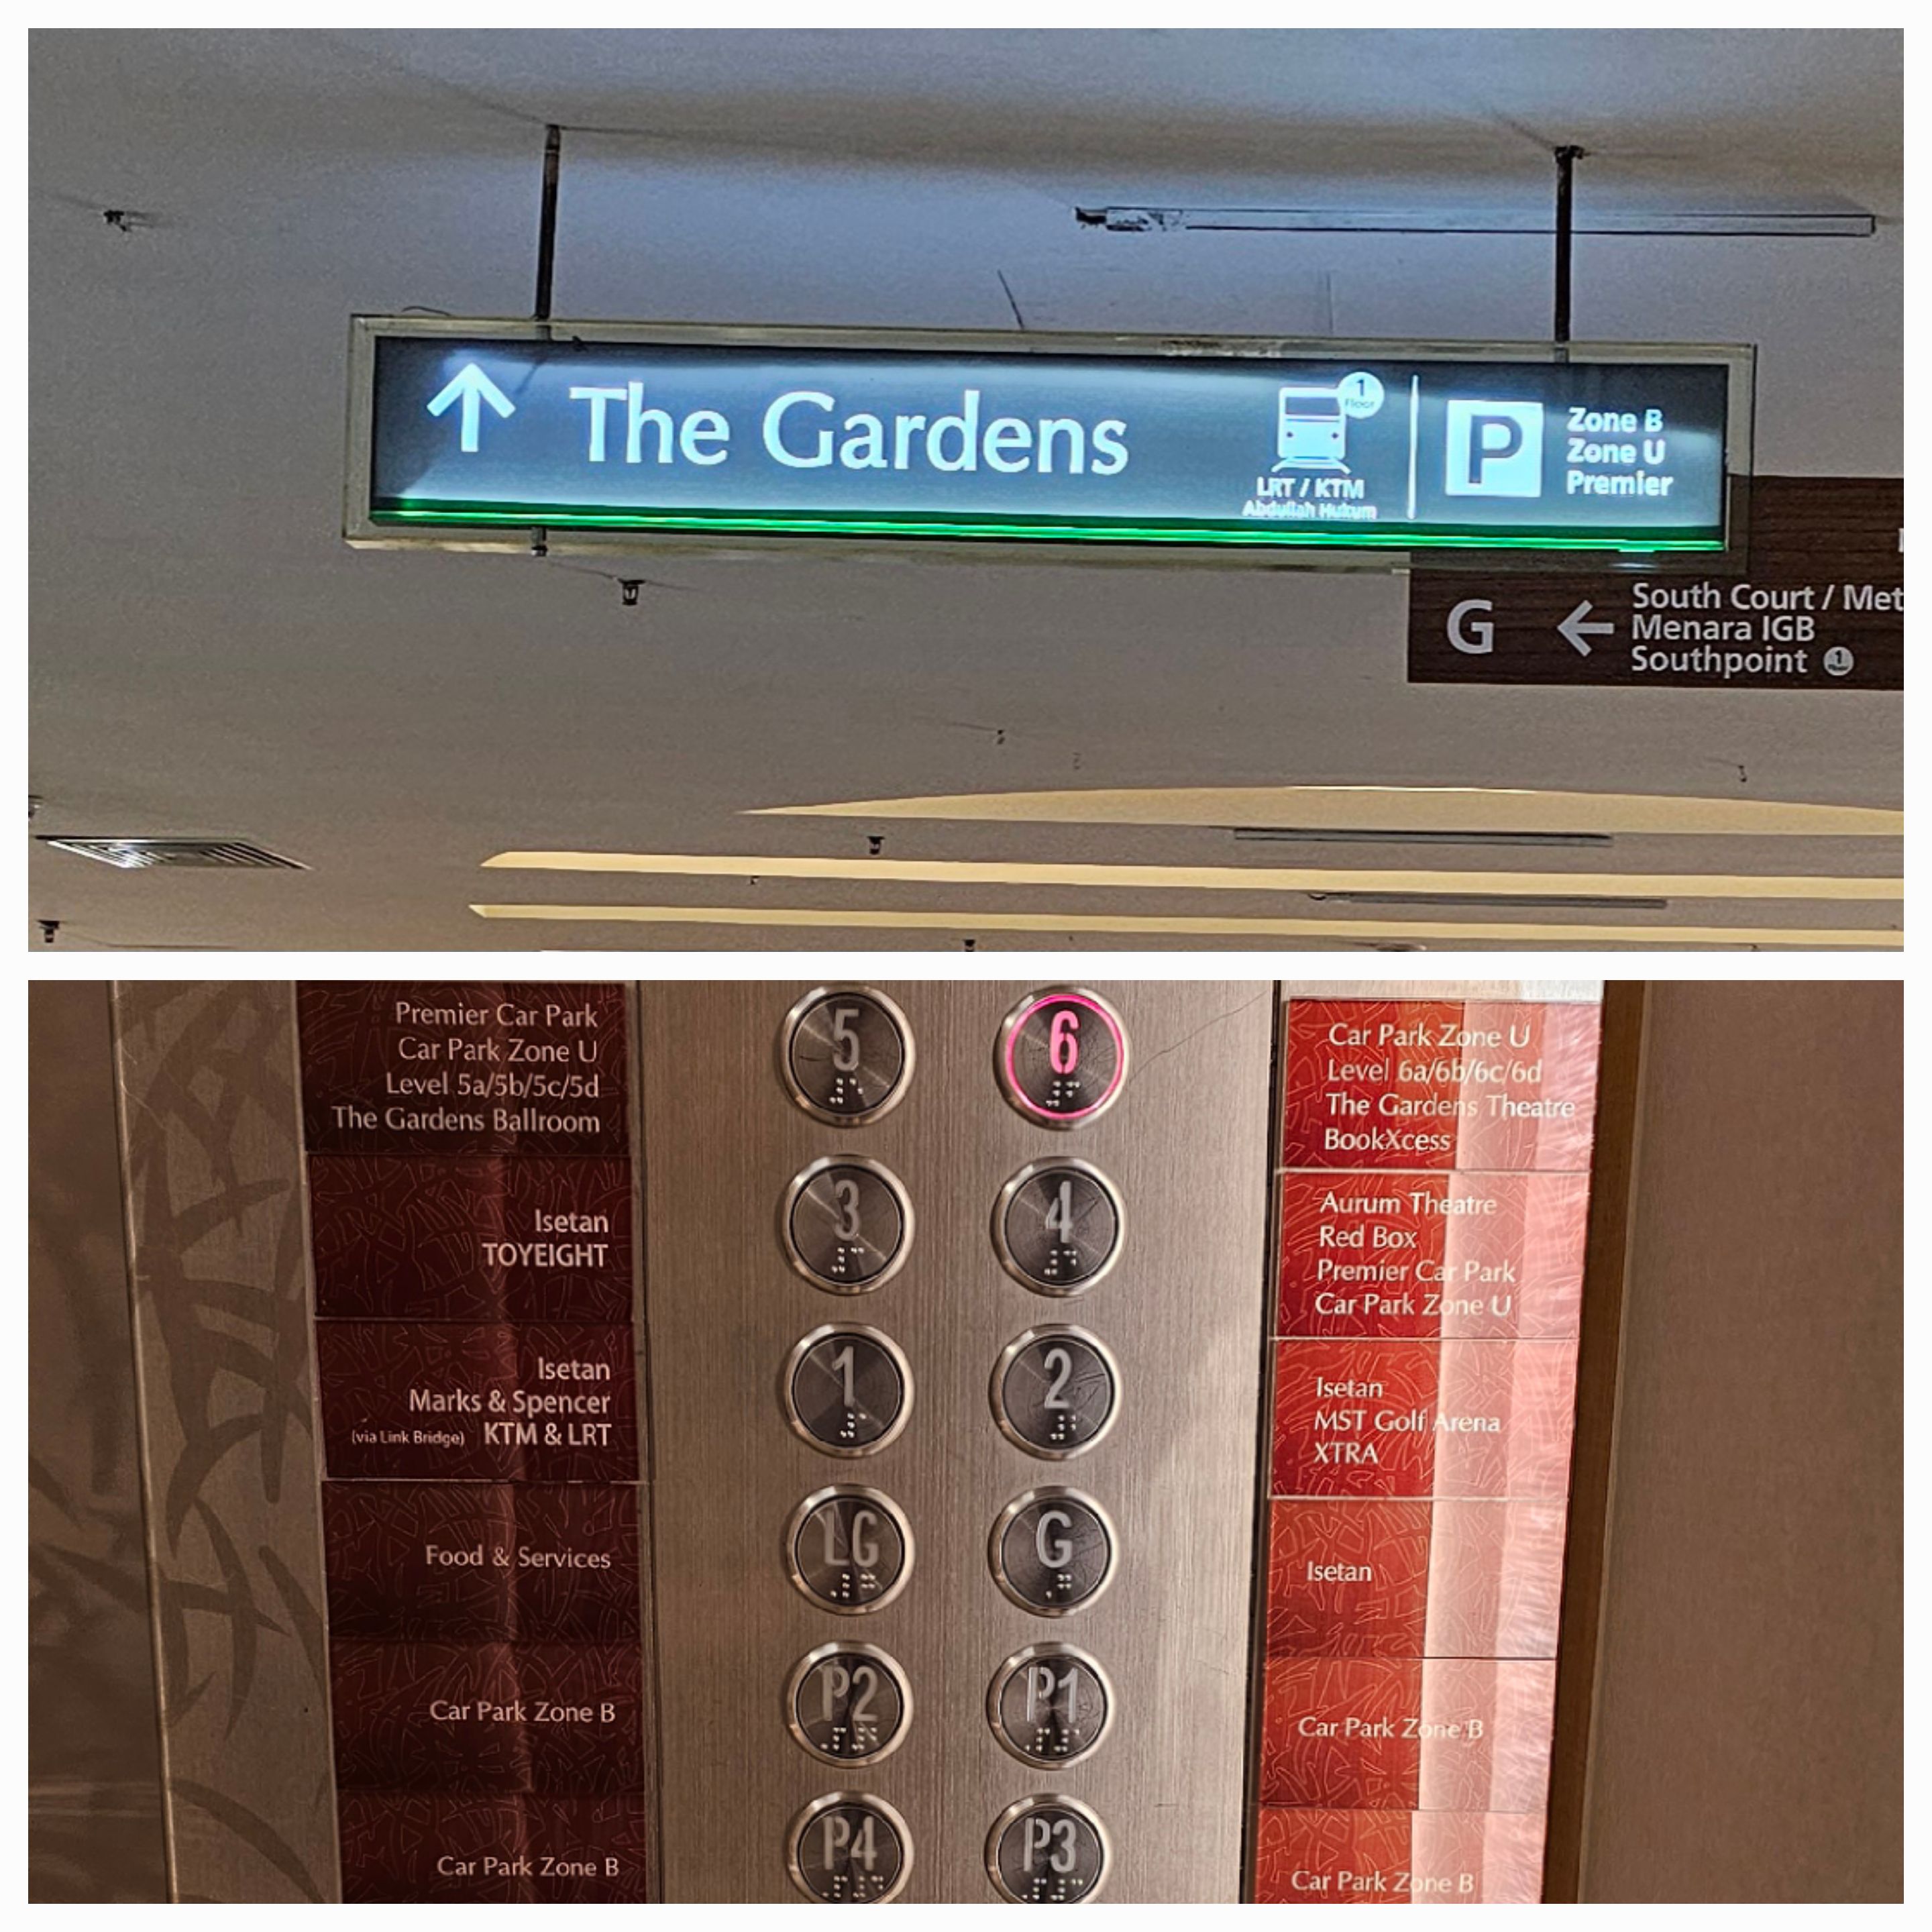 The Gardens
1
Floor
LRT / KTM
Abdullah Hukum
P
Zone B
Zone U
Premier
G
South Court / Met
Menara IGB
Southpoint 1
Premier Car Park
Car Park Zone U
Level 5a/5b/5c/5d
The Gardens Ballroom
5
6
Car Park Zone U
Level 6a/6b/6c/6d
The Gardens Theatre
BookXcess
Isetan
TOYEIGHT
3
4
Aurum Theatre
Red Box
Premier Car Park
Car Park Zone U
Isetan
Marks & Spencer
(via Link Bridge) KTM & LRT
1
2
Isetan
MST Golf Arena
XTRA
Food & Services
LG
G
Isetan
Car Park Zone B
P2
P1
Car Park Zone B
Car Park Zone B
P4
P3
Car Park Zone B